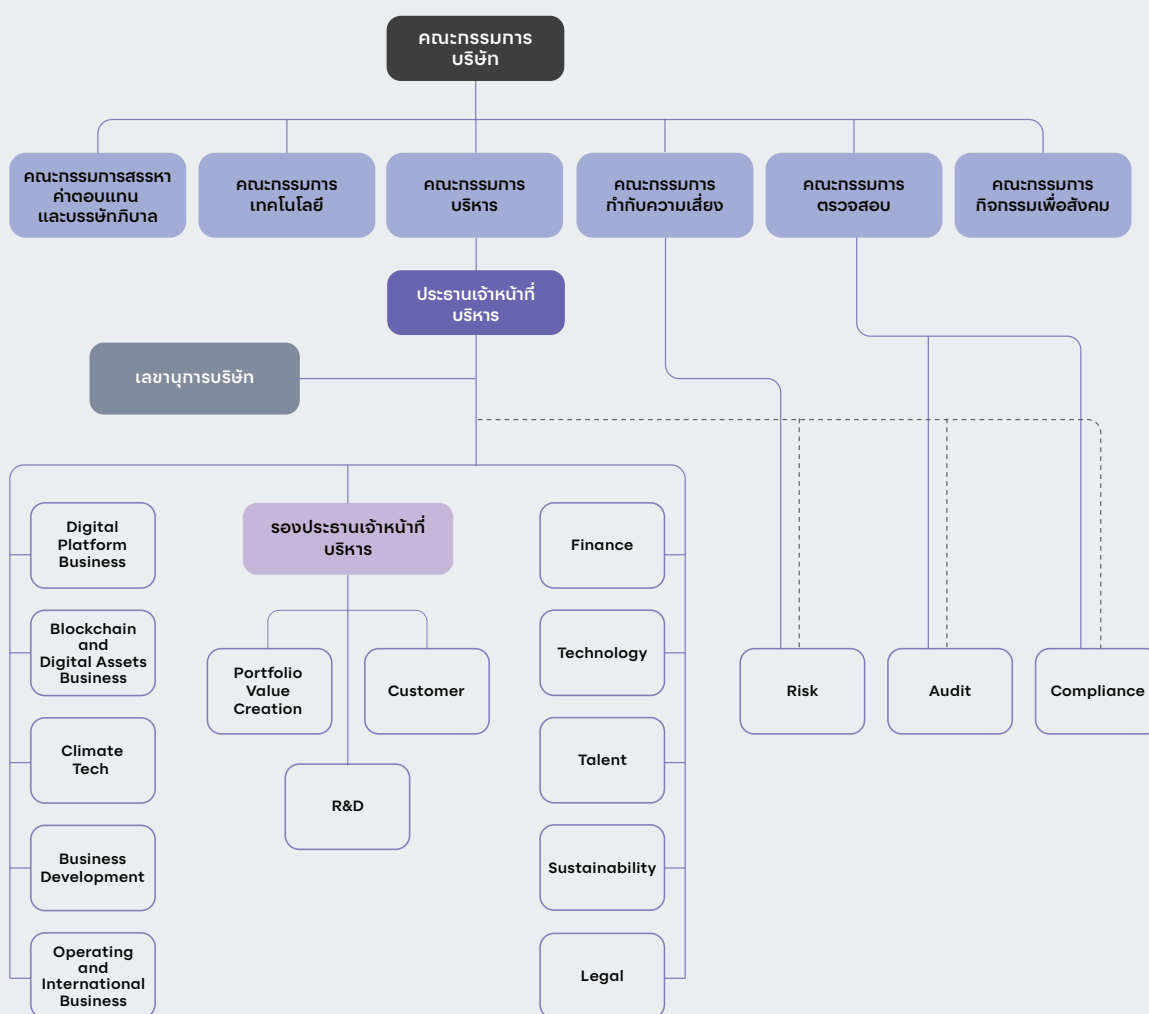 คณะกรรมการ
บริษัท
คณะกรรมการสรรหา
ค่าตอบแทน
และบรรษัทภิบาล
คณะกรรมการ
เทคโนโลยี
คณะกรรมการ
บริหาร
คณะกรรมการ
กำกับความเสี่ยง
คณะกรรมการ
ตรวจสอบ
คณะกรรมการ
กิจกรรมเพื่อสังคม
ประธานเจ้าหน้าที่
บริหาร
เลขานุการบริษัท
Digital
Platform
Business
Blockchain
and
Digital Assets
Business
Climate
Tech
Business
Development
Operating
and
International
Business
รองประธานเจ้าหน้าที่
บริหาร
Portfolio
Value
Creation
Customer
R&D
Finance
Technology
Talent
Sustainability
Legal
Risk
Audit
Compliance